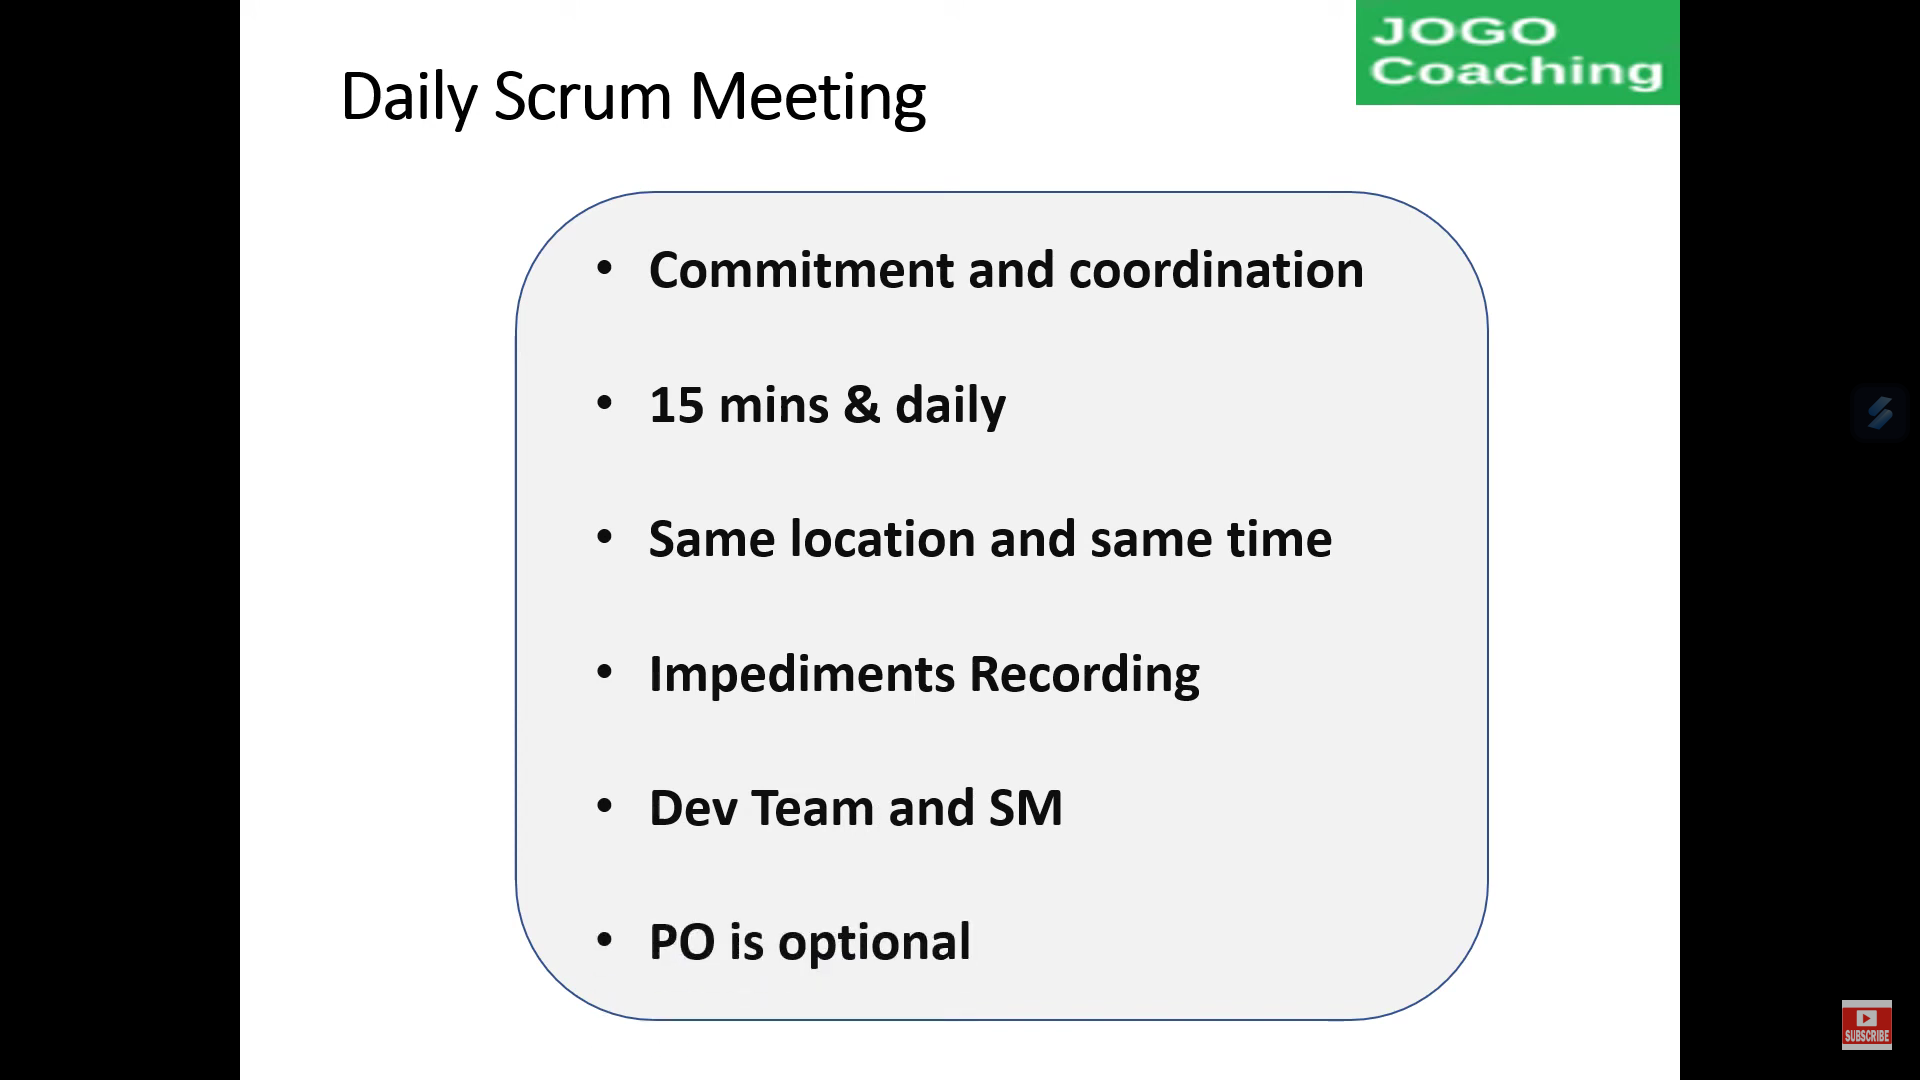 JOGO
Coaching
Daily Scrum Meeting
• Commitment and coordination
• 15 mins & daily
• Same location and same time
• Impediments Recording
• Dev Team and SM
• PO is optional
SUBSCRIBE